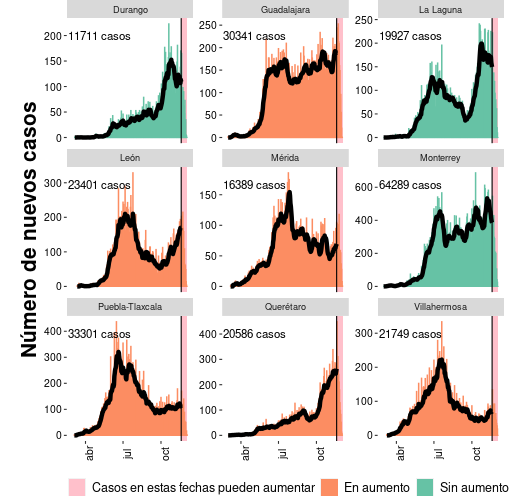 Número de nuevos casos
Durango
Guadalajara
La Laguna
11711 casos
30341 casos
19927 casos
200
150
100
50
0
250
200
150
100
50
0
250
200
150
100
50
0
León
Mérida
Monterrey
23401 casos
16389 casos
64289 casos
300
200
100
0
150
100
50
0
600
400
200
0
Puebla-Tlaxcala
Querétaro
Villahermosa
33301 casos
20586 casos
21749 casos
400
300
200
100
0
400
300
200
100
0
300
200
100
0
abr
jul
oct
abr
jul
oct
abr
jul
oct
Casos en estas fechas pueden aumentar
En aumento
Sin aumento